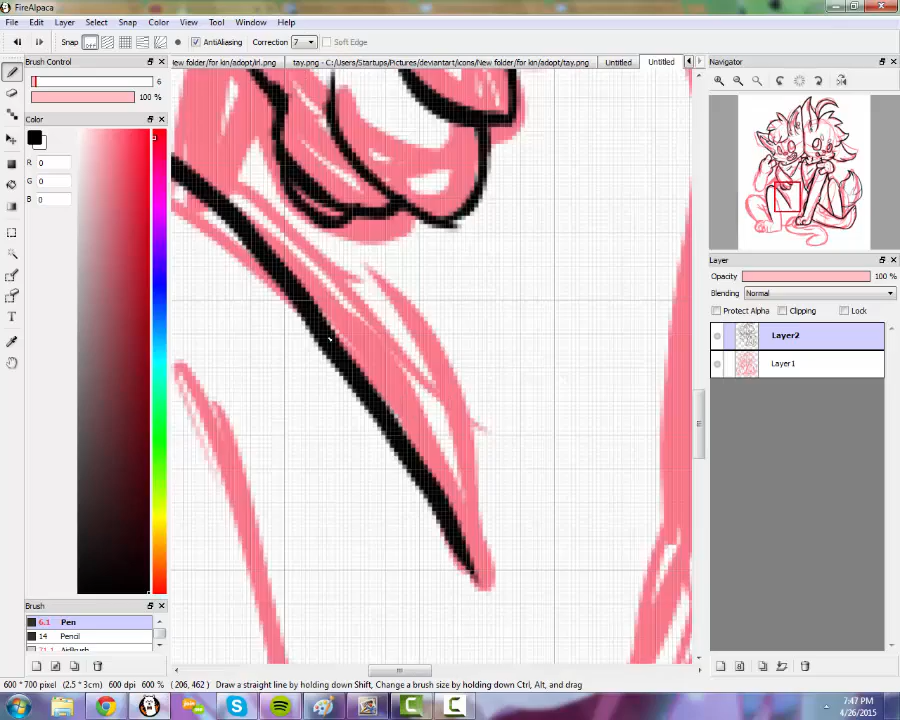 FireAlpaca
File Edit Layer Select Snap Color View Tool Window Help
Snap AntiAliasing Correction 7 Soft Edge
Brush Control
6
100 %
Color
R 0
G 0
B 0
Brush
6.1 Pen
14 Pencil
71.1 AirBrush
ew folder/for kin/adopt/irl.png tay.png - C:/Users/Startups/Pictures/deviantart/icons/New folder/for kin/adopt/tay.png Untitled Untitled
Navigator
Layer
Opacity 100 %
Blending Normal
Protect Alpha Clipping Lock
Layer2
Layer1
600 * 700 pixel (2.5 * 3cm) 600 dpi 600 % (206, 462) Draw a straight line by holding down Shift, Change a brush size by holding down Ctrl, Alt, and drag
7:47 PM
4/26/2015